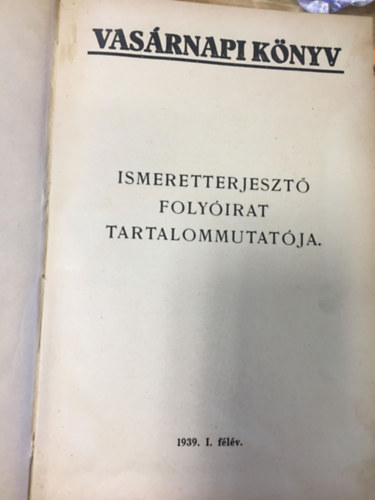 VASÁRNAPI KÖNYV
ISMERETTERJESZTŐ
FOLYÓIRAT
TARTALOMMUTATÓJA.
1939. I. félév.